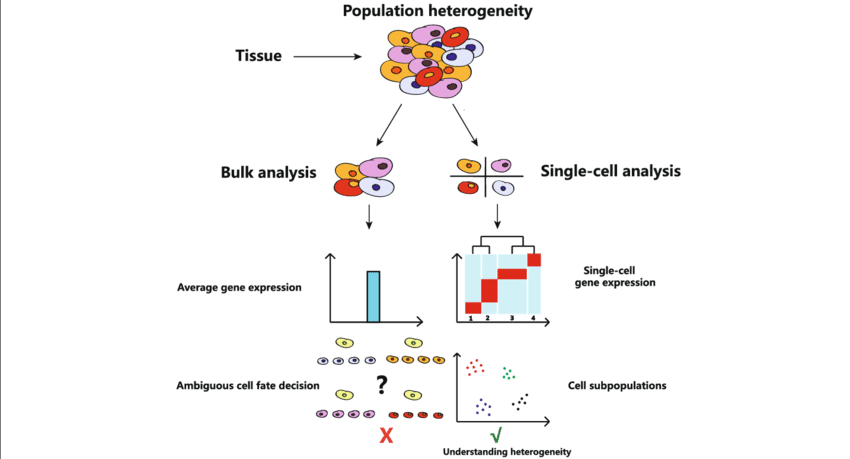 Population heterogeneity
Tissue
Bulk analysis
Single-cell analysis
Average gene expression
Single-cell
gene expression
1 2 3 4
Ambiguous cell fate decision
?
Cell subpopulations
X
√
Understanding heterogeneity